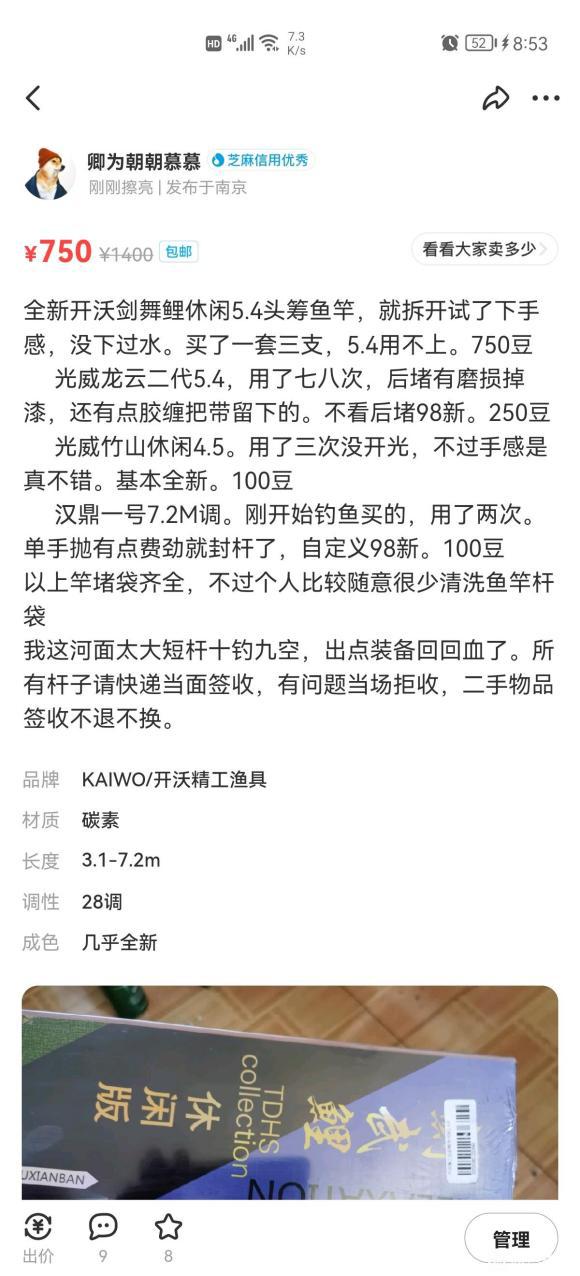 HD 4G 7.3 K/s 52 8:53
卿为朝朝慕慕 芝麻信用优秀
刚刚擦亮 | 发布于南京
¥750 ¥1400 包邮 看看大家卖多少
全新开沃剑舞鲤休闲5.4头筹鱼竿，就拆开试了下手
感，没下过水。买了一套三支，5.4用不上。750豆
光威龙云二代5.4，用了七八次，后堵有磨损掉
漆，还有点胶缠把带留下的。不看后堵98新。250豆
光威竹山休闲4.5。用了三次没开光，不过手感是
真不错。基本全新。100豆
汉鼎一号7.2M调。刚开始钓鱼买的，用了两次。
单手抛有点费劲就封杆了，自定义98新。100豆
以上竿堵袋齐全，不过个人比较随意很少清洗鱼竿杆
袋
我这河面太大短杆十钓九空，出点装备回回血了。所
有杆子请快递当面签收，有问题当场拒收，二手物品
签收不退不换。
品牌 KAIWO/开沃精工渔具
材质 碳素
长度 3.1-7.2m
调性 28调
成色 几乎全新
休闲版
TDHS
collection
鲤
UXIANBAN
出价 9 8 管理